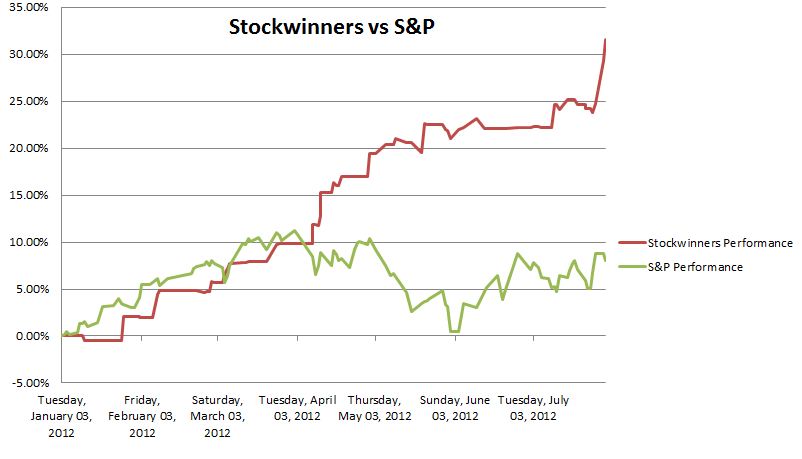 Stockwinners vs S&P
35.00%
30.00%
25.00%
20.00%
15.00%
10.00%
5.00%
0.00%
-5.00%
Stockwinners Performance
S&P Performance
Tuesday,
January 03,
2012
Friday,
February 03,
2012
Saturday,
March 03,
2012
Tuesday, April
03, 2012
Thursday,
May 03, 2012
Sunday, June
03, 2012
Tuesday, July
03, 2012